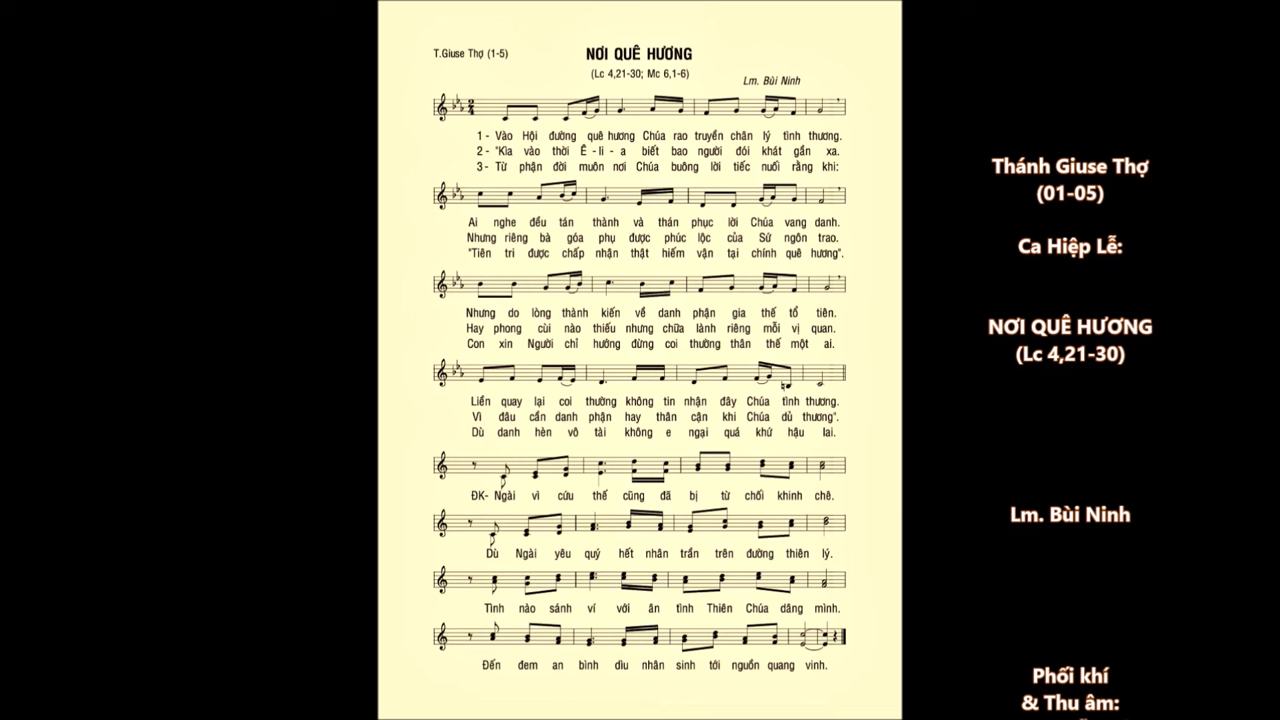 T.Giuse Thợ (1-5)
NƠI QUÊ HƯƠNG
(Lc 4,21-30; Mc 6,1-6)
Lm. Bùi Ninh
1 - Vào Hội đường quê hương Chúa rao truyền chân lý tình thương.
2 - "Kìa vào thời Ê - li - a biết bao người đói khát gần xa.
3 - Từ phận đời muôn nơi Chúa buông lời tiếc nuối rằng khi:
Ai nghe đều tán thành và thán phục lời Chúa vang danh.
Nhưng riêng bà góa phụ được phúc lộc của Sứ ngôn trao.
"Tiên tri được chấp nhận thật hiếm vận tại chính quê hương".
Nhưng do lòng thành kiến về danh phận gia thế tổ tiên.
Hay phong cùi nào thiếu nhưng chữa lành riêng mỗi vị quan.
Con xin Người chỉ hướng đừng coi thường thân thế một ai.
Liền quay lại coi thường không tin nhận đây Chúa tình thương.
Vì đâu cần danh phận hay thân cận khi Chúa dủ thương".
Dù danh hèn vô tài không e ngại quá khứ hậu lai.
ĐK- Ngài vì cứu thế cũng đã bị từ chối khinh chê.
Dù Ngài yêu quý hết nhân trần trên đường thiên lý.
Tình nào sánh ví với ân tình Thiên Chúa dâng mình.
Đến đem an bình dìu nhân sinh tới nguồn quang vinh.
Thánh Giuse Thợ
(01-05)
Ca Hiệp Lễ:
NƠI QUÊ HƯƠNG
(Lc 4,21-30)
Lm. Bùi Ninh
Phối khí
& Thu âm: